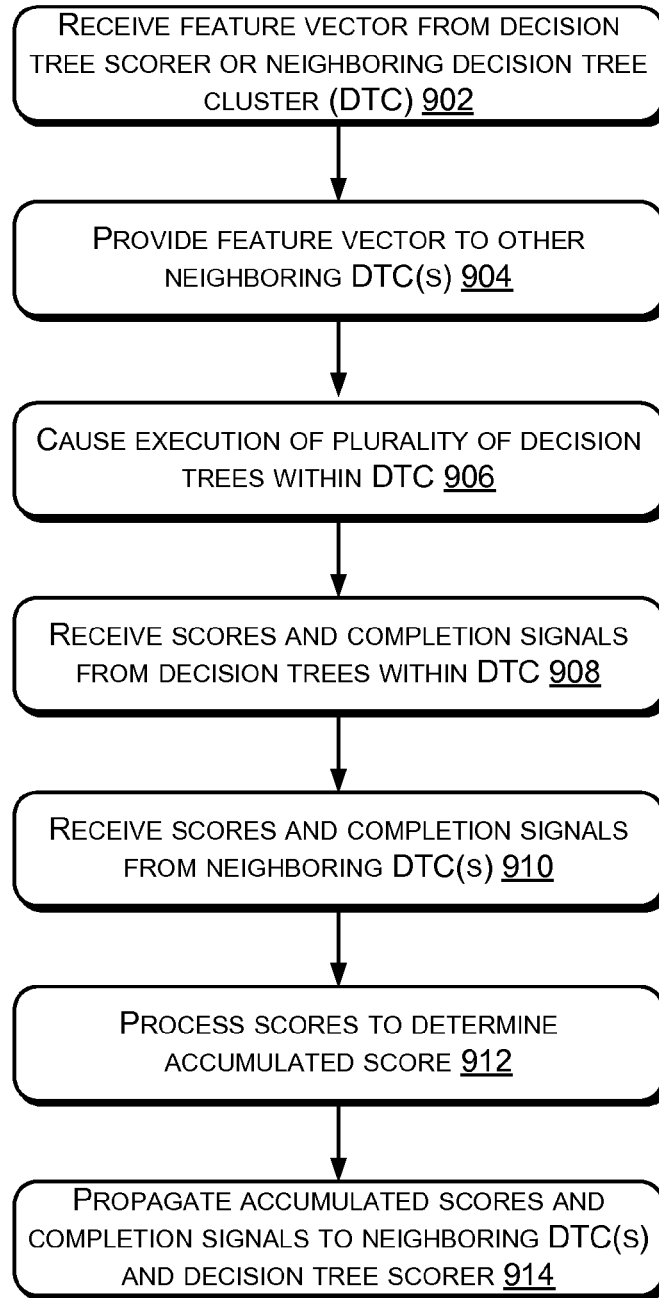 RECEIVE FEATURE VECTOR FROM DECISION
TREE SCORER OR NEIGHBORING DECISION TREE
CLUSTER (DTC) 902
PROVIDE FEATURE VECTOR TO OTHER
NEIGHBORING DTC(S) 904
CAUSE EXECUTION OF PLURALITY OF DECISION
TREES WITHIN DTC 906
RECEIVE SCORES AND COMPLETION SIGNALS
FROM DECISION TREES WITHIN DTC 908
RECEIVE SCORES AND COMPLETION SIGNALS
FROM NEIGHBORING DTC(S) 910
PROCESS SCORES TO DETERMINE
ACCUMULATED SCORE 912
PROPAGATE ACCUMULATED SCORES AND
COMPLETION SIGNALS TO NEIGHBORING DTC(S)
AND DECISION TREE SCORER 914